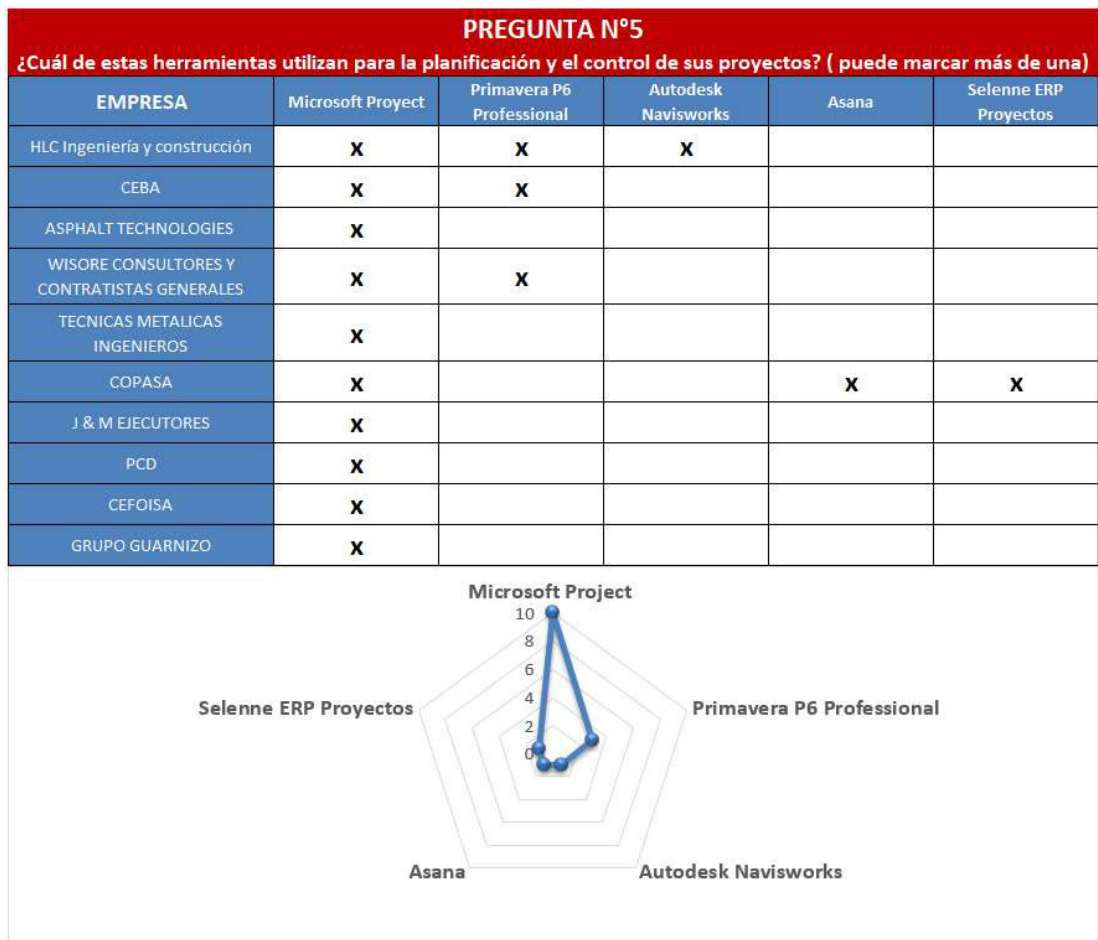 PREGUNTA N°5
¿Cuál de estas herramientas utilizan para la planificación y el control de sus proyectos? ( puede marcar más de una)
EMPRESA
Microsoft Proyect
Primavera P6
Professional
Autodesk
Navisworks
Asana
Selenne ERP
Proyectos
HLC Ingeniería y construcción
X X X
CEBA
X X
ASPHALT TECHNOLOGIES
X
WISORE CONSULTORES Y
CONTRATISTAS GENERALES
X X
TECNICAS METALICAS
INGENIEROS
X
COPASA
X X X
J & M EJECUTORES
X
PCD
X
CEFOISA
X
GRUPO GUARNIZO
X
Microsoft Project
10
8
6
4
2
0
Selenne ERP Proyectos
Primavera P6 Professional
Asana
Autodesk Navisworks